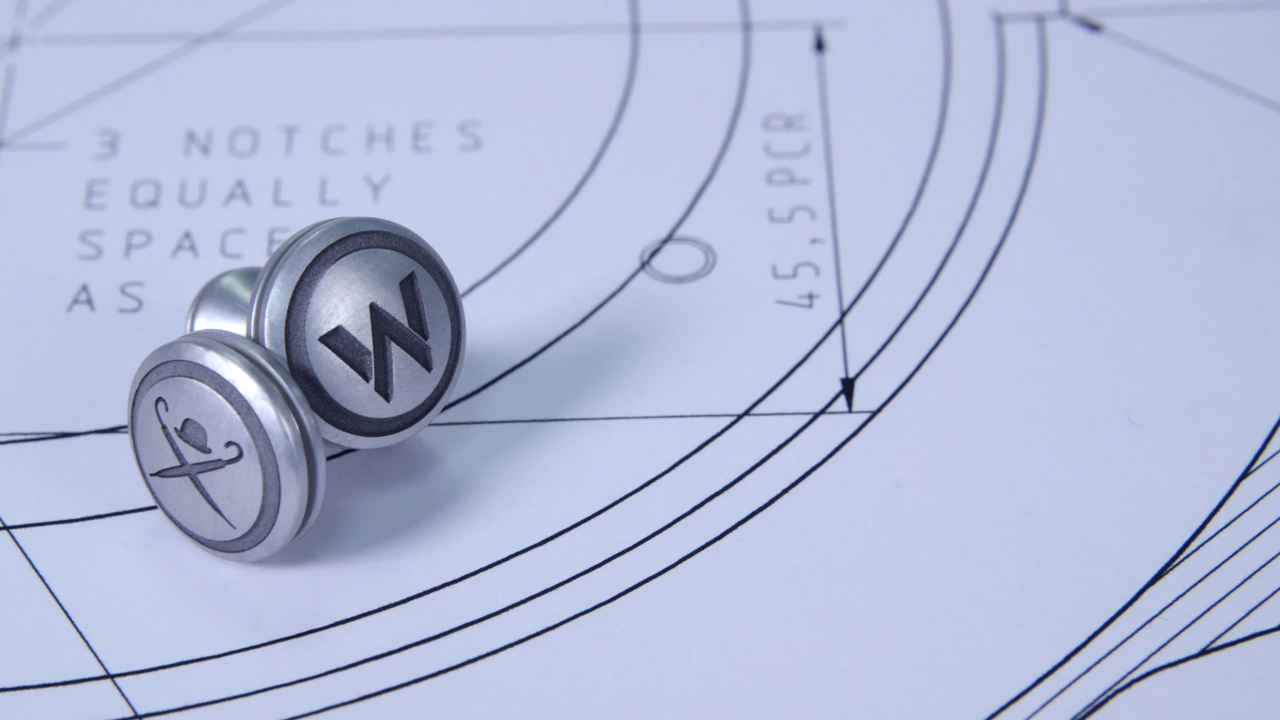 3 NOTCHES
EQUALLY
SPACE
AS
45,5PCR
W